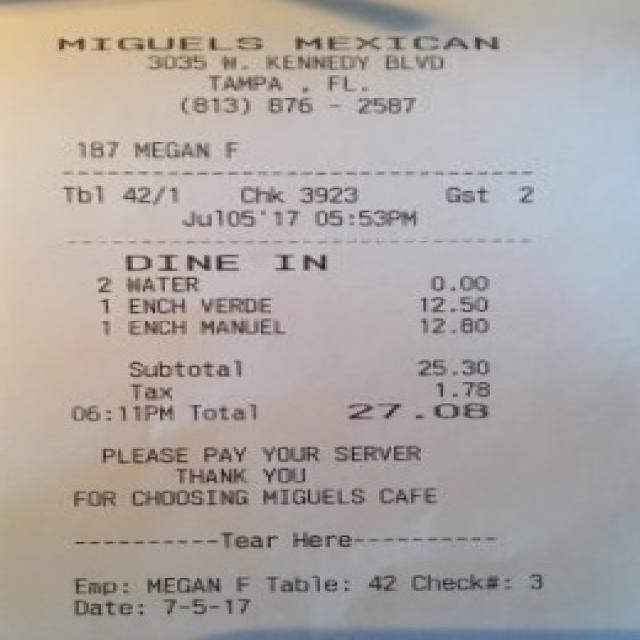 MIGUELS MEXICAN
3035 W. KENNEDY BLVD
TAMPA , FL.
(813) 876 - 2587
187 MEGAN F
Tbl 42/1 Chk 3923 Gst 2
Jul05'17 05:53PM
DINE IN
2 WATER 0.00
1 ENCH VERDE 12.50
1 ENCH MANUEL 12.80
Subtotal 25.30
Tax 1.78
06:11PM Total 27.08
PLEASE PAY YOUR SERVER
THANK YOU
FOR CHOOSING MIGUELS CAFE
----------Tear Here----------
Emp: MEGAN F Table: 42 Check#: 3
Date: 7-5-17